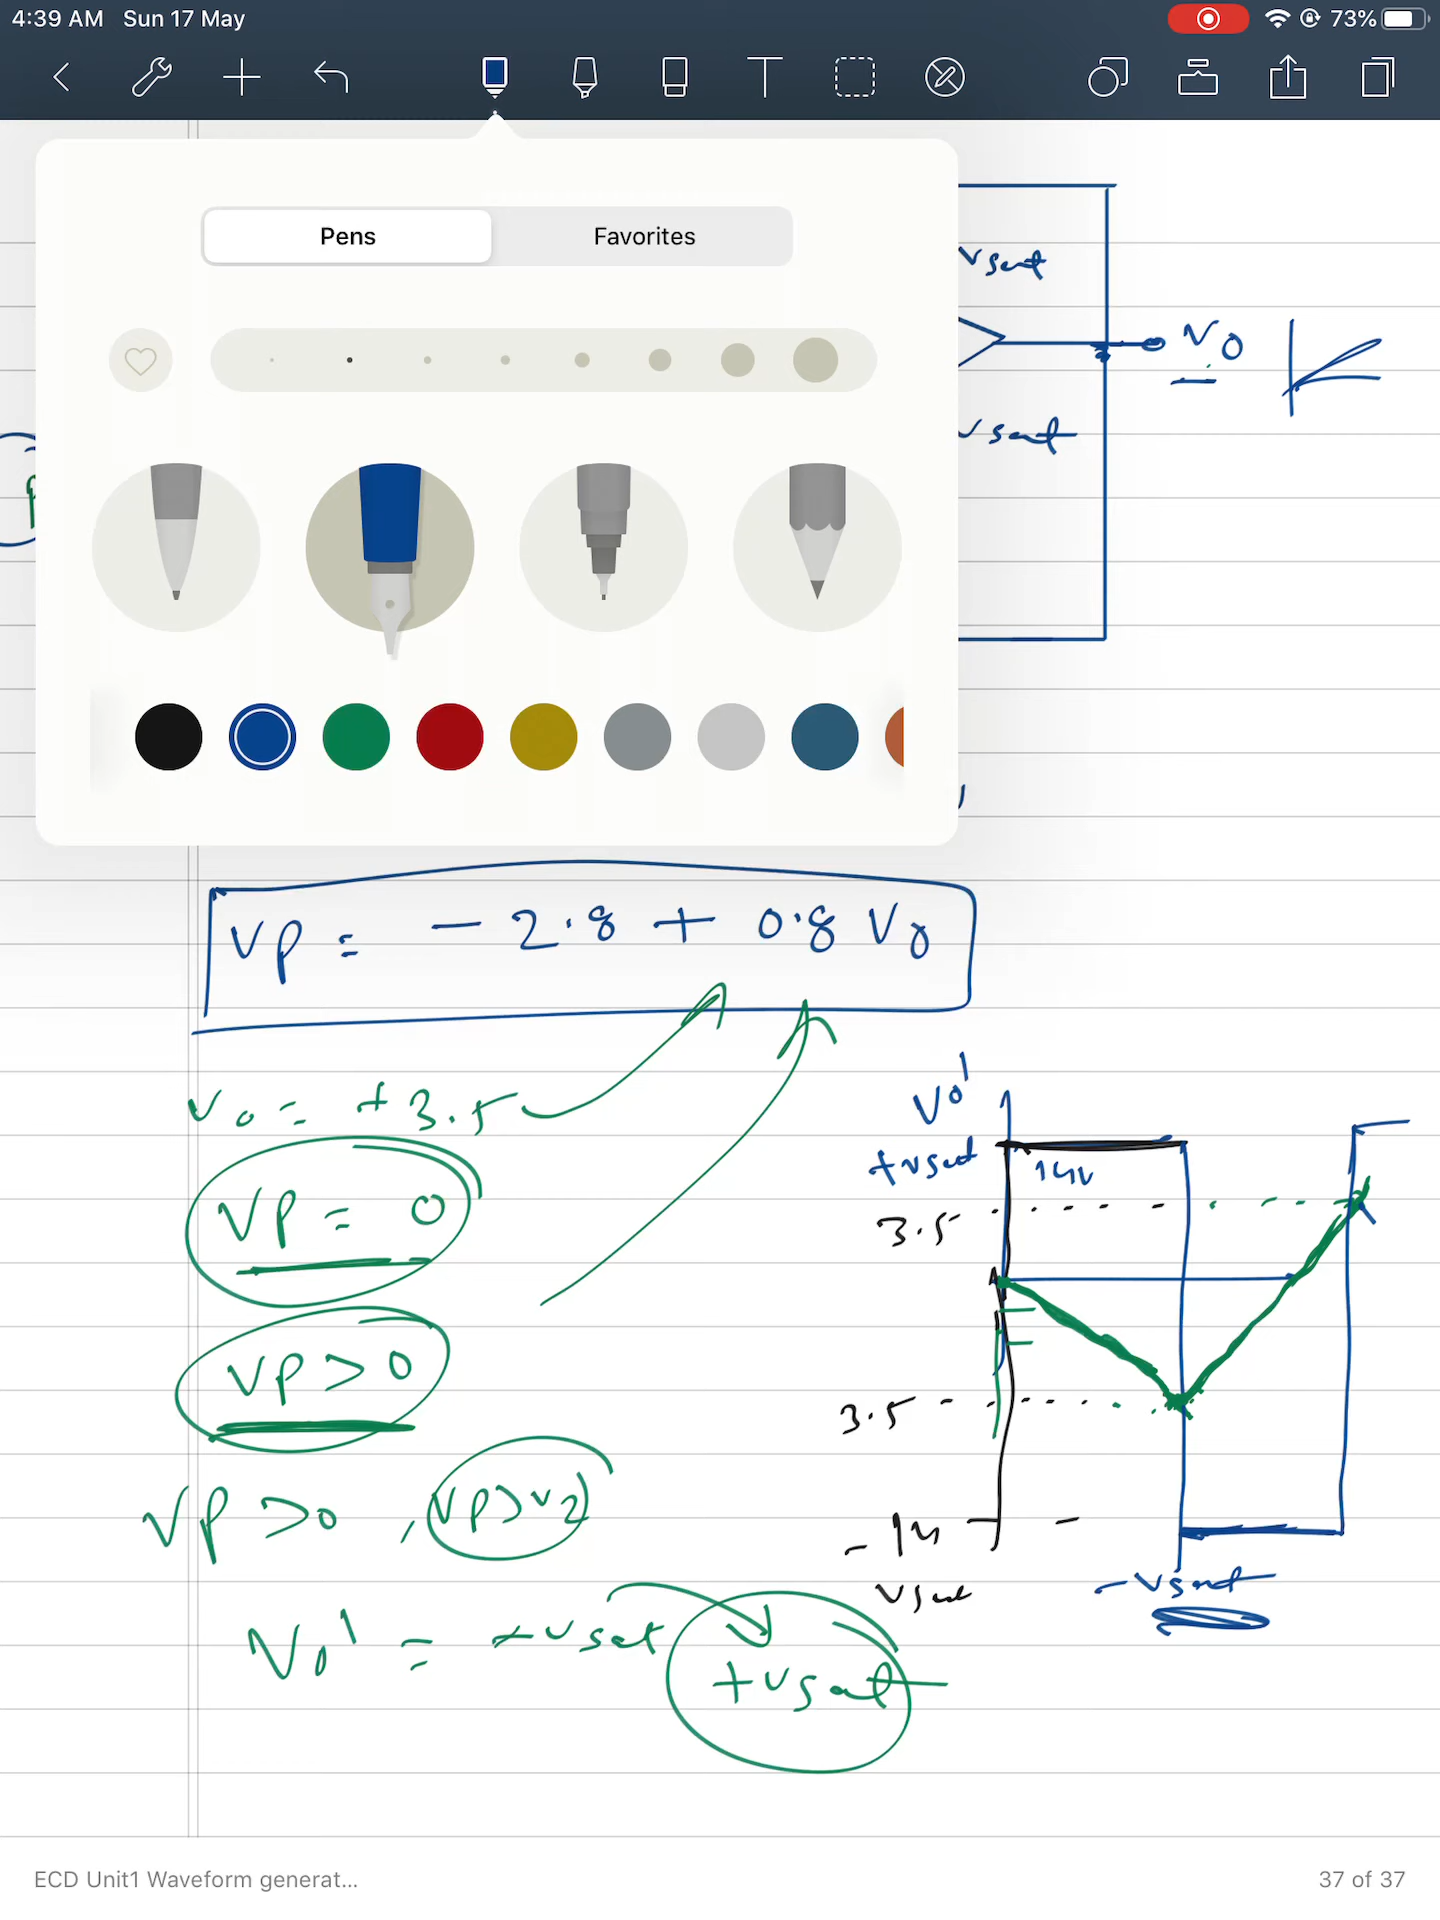 4:39 AM Sun 17 May 73%
Pens Favorites
vsat
Vo
vsat
Vp = - 2.8 + 0.8 Vo
Vo = + 3.5
Vo'
+vsat 14v
3.5
Vp = 0
Vp > 0
3.5
Vp > 0 , Vp > V2
- 14
Vsat
-Vsat
Vo' = +vsat +vsat
ECD Unit1 Waveform generat... 37 of 37